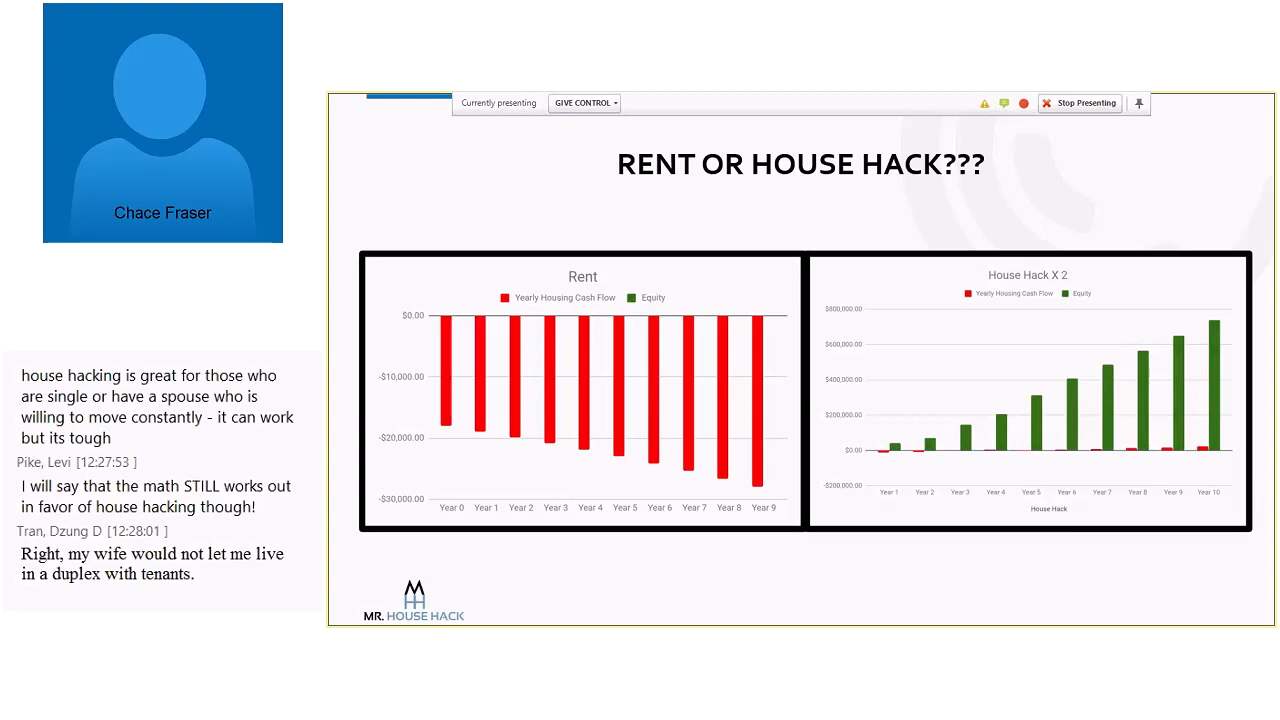 Chace Fraser
house hacking is great for those who
are single or have a spouse who is
willing to move constantly - it can work
but its tough
Pike, Levi [12:27:53 ]
I will say that the math STILL works out
in favor of house hacking though!
Tran, Dzung D [12:28:01 ]
Right, my wife would not let me live
in a duplex with tenants.
Currently presenting GIVE CONTROL Stop Presenting
RENT OR HOUSE HACK???
Rent
Yearly Housing Cash Flow Equity
$0.00
-$10,000.00
-$20,000.00
-$30,000.00
Year 0 Year 1 Year 2 Year 3 Year 4 Year 5 Year 6 Year 7 Year 8 Year 9
House Hack X 2
Yearly Housing Cash Flow Equity
$800,000.00
$600,000.00
$400,000.00
$200,000.00
$0.00
-$200,000.00
Year 1 Year 2 Year 3 Year 4 Year 5 Year 6 Year 7 Year 8 Year 9 Year 10
House Hack
MR. HOUSE HACK